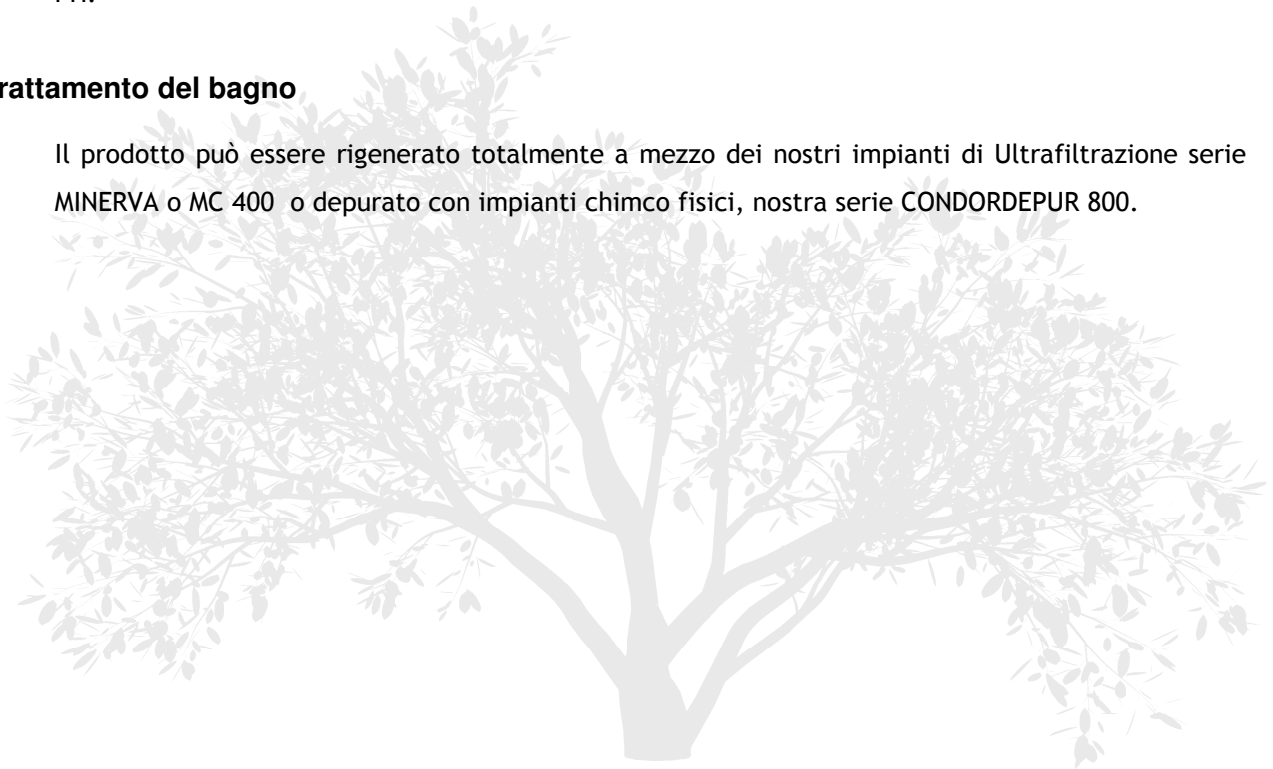 rattamento del bagno
Il prodotto può essere rigenerato totalmente a mezzo dei nostri impianti di Ultrafiltrazione serie
MINERVA o MC 400 o depurato con impianti chimco fisici, nostra serie CONDORDEPUR 800.